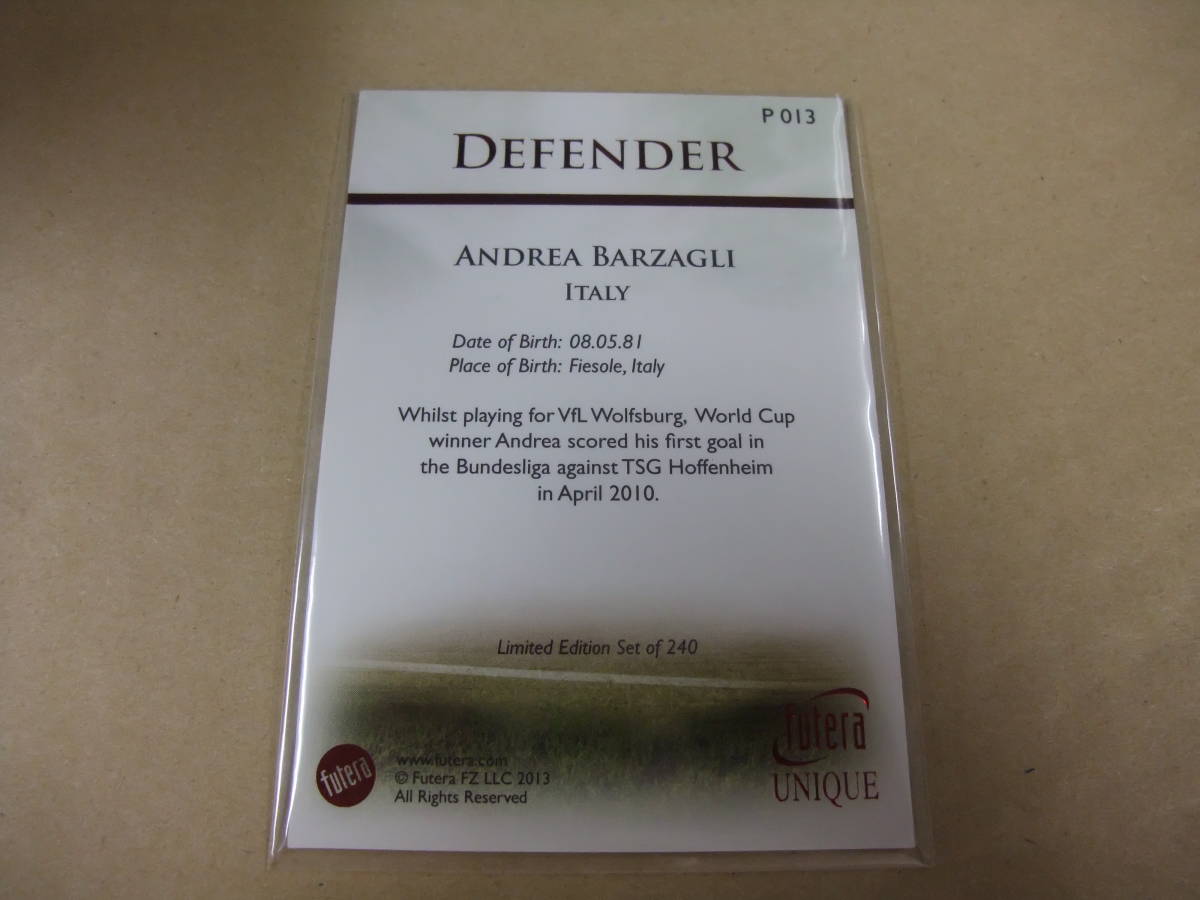 P 013
DEFENDER
ANDREA BARZAGLI
ITALY
Date of Birth: 08.05.81
Place of Birth: Fiesole, Italy
Whilst playing for VfL Wolfsburg, World Cup
winner Andrea scored his first goal in
the Bundesliga against TSG Hoffenheim
in April 2010.
Limited Edition Set of 240
futera
UNIQUE
futera
www.futera.com
© Futera FZ LLC 2013
All Rights Reserved